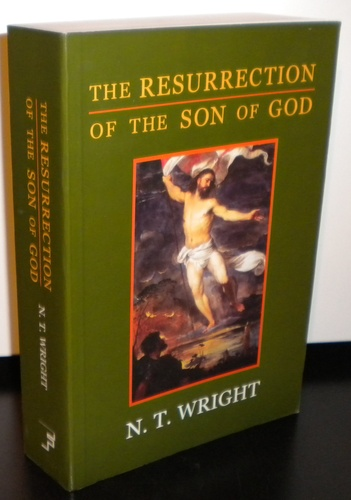 THE RESURRECTION
OF THE SON OF GOD
N. T. WRIGHT
THE RESURRECTION
OF THE SON OF GOD
N. T. WRIGHT